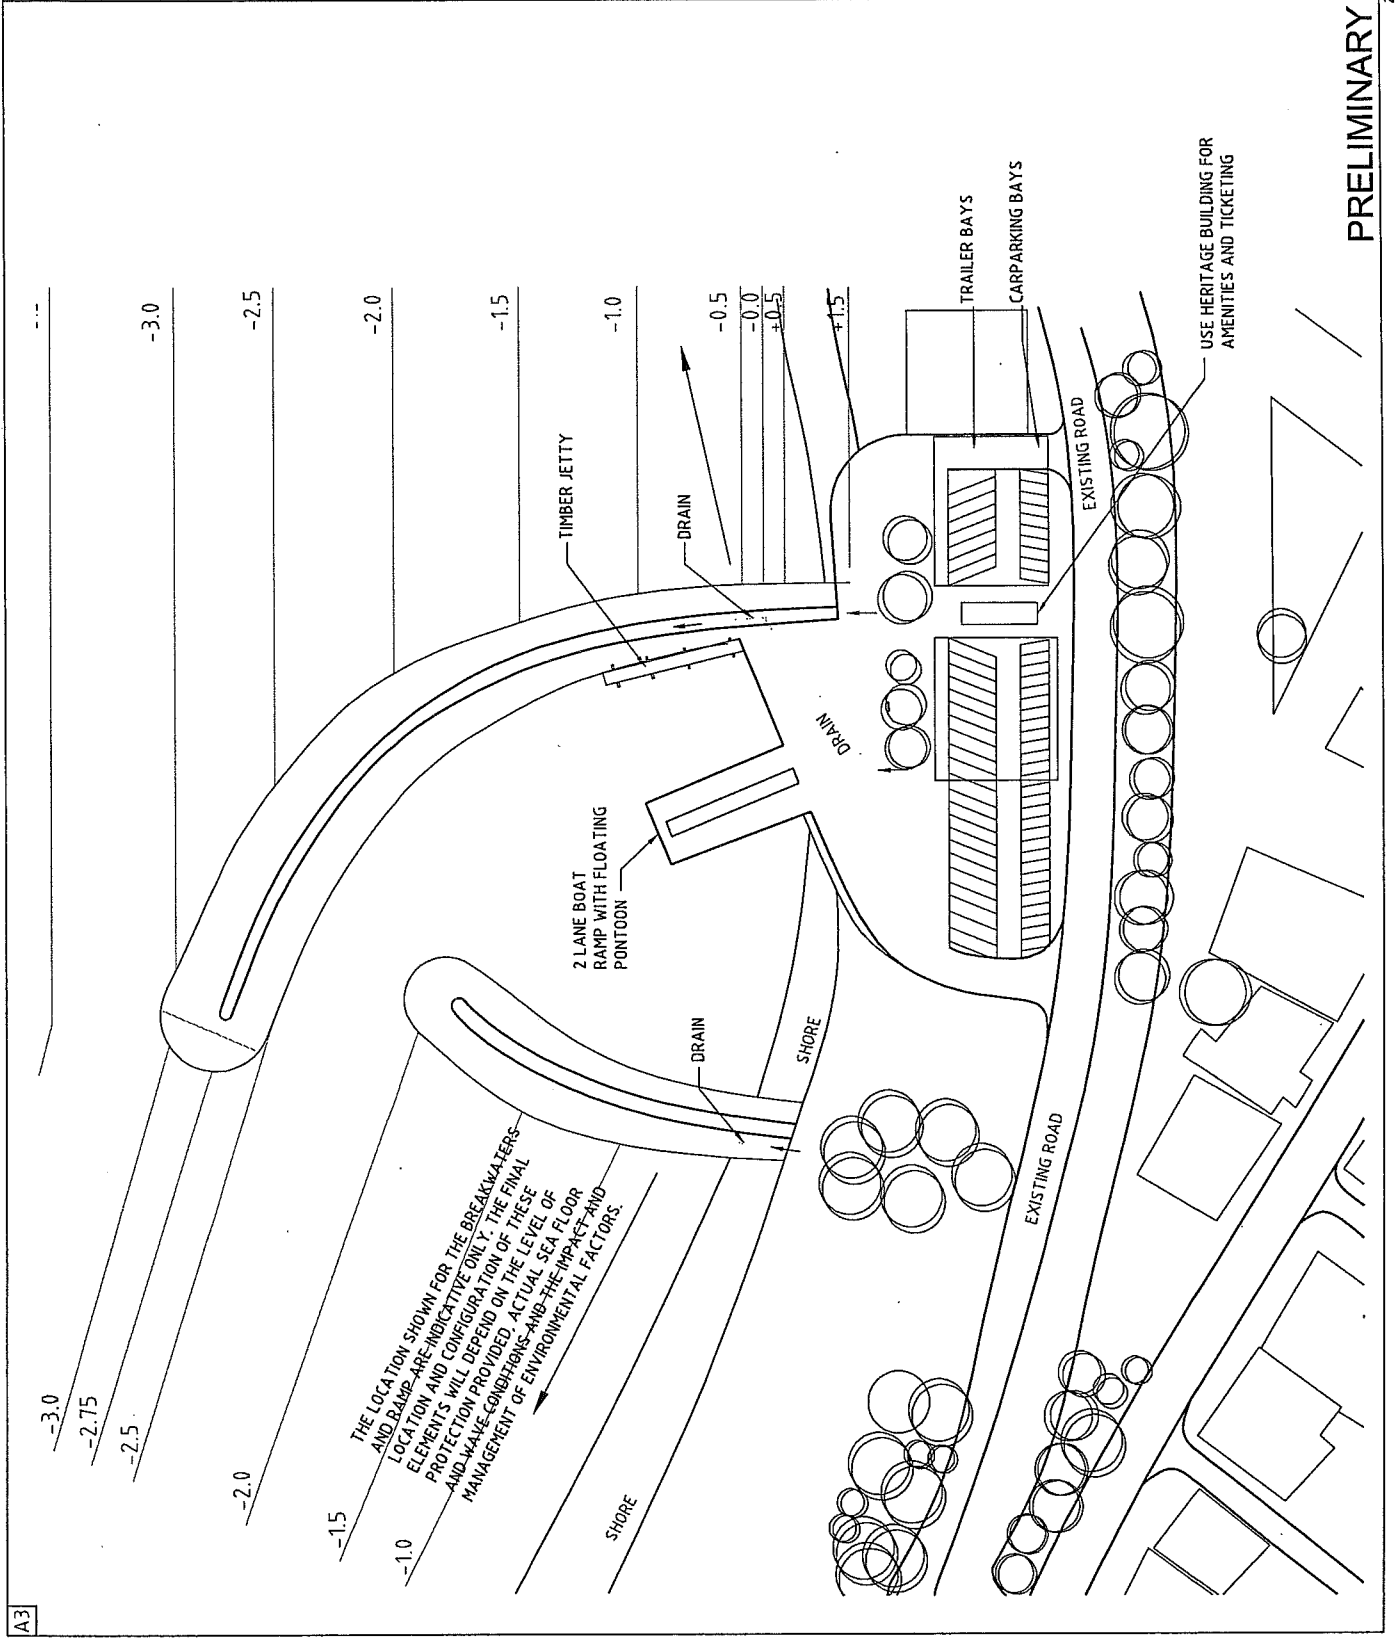 A3
PRELIMINARY
-3.0
-2.5
-2.0
-1.5
-1.0
-0.5
-0.0
+0.5
+1.5
TIMBER JETTY
DRAIN
TRAILER BAYS
CARPARKING BAYS
USE HERITAGE BUILDING FOR
AMENITIES AND TICKETING
EXISTING ROAD
DRAIN
2 LANE BOAT
RAMP WITH FLOATING
PONTOON
DRAIN
SHORE
EXISTING ROAD
THE LOCATION SHOWN FOR THE BREAKWATERS
AND RAMP ARE INDICATIVE ONLY. THE FINAL
LOCATION AND CONFIGURATION OF THESE
ELEMENTS WILL DEPEND ON THE LEVEL OF
PROTECTION PROVIDED, ACTUAL SEA FLOOR
AND WAVE CONDITIONS AND THE IMPACT AND
MANAGEMENT OF ENVIRONMENTAL FACTORS.
-3.0
-2.75
-2.5
-2.0
-1.5
-1.0
SHORE